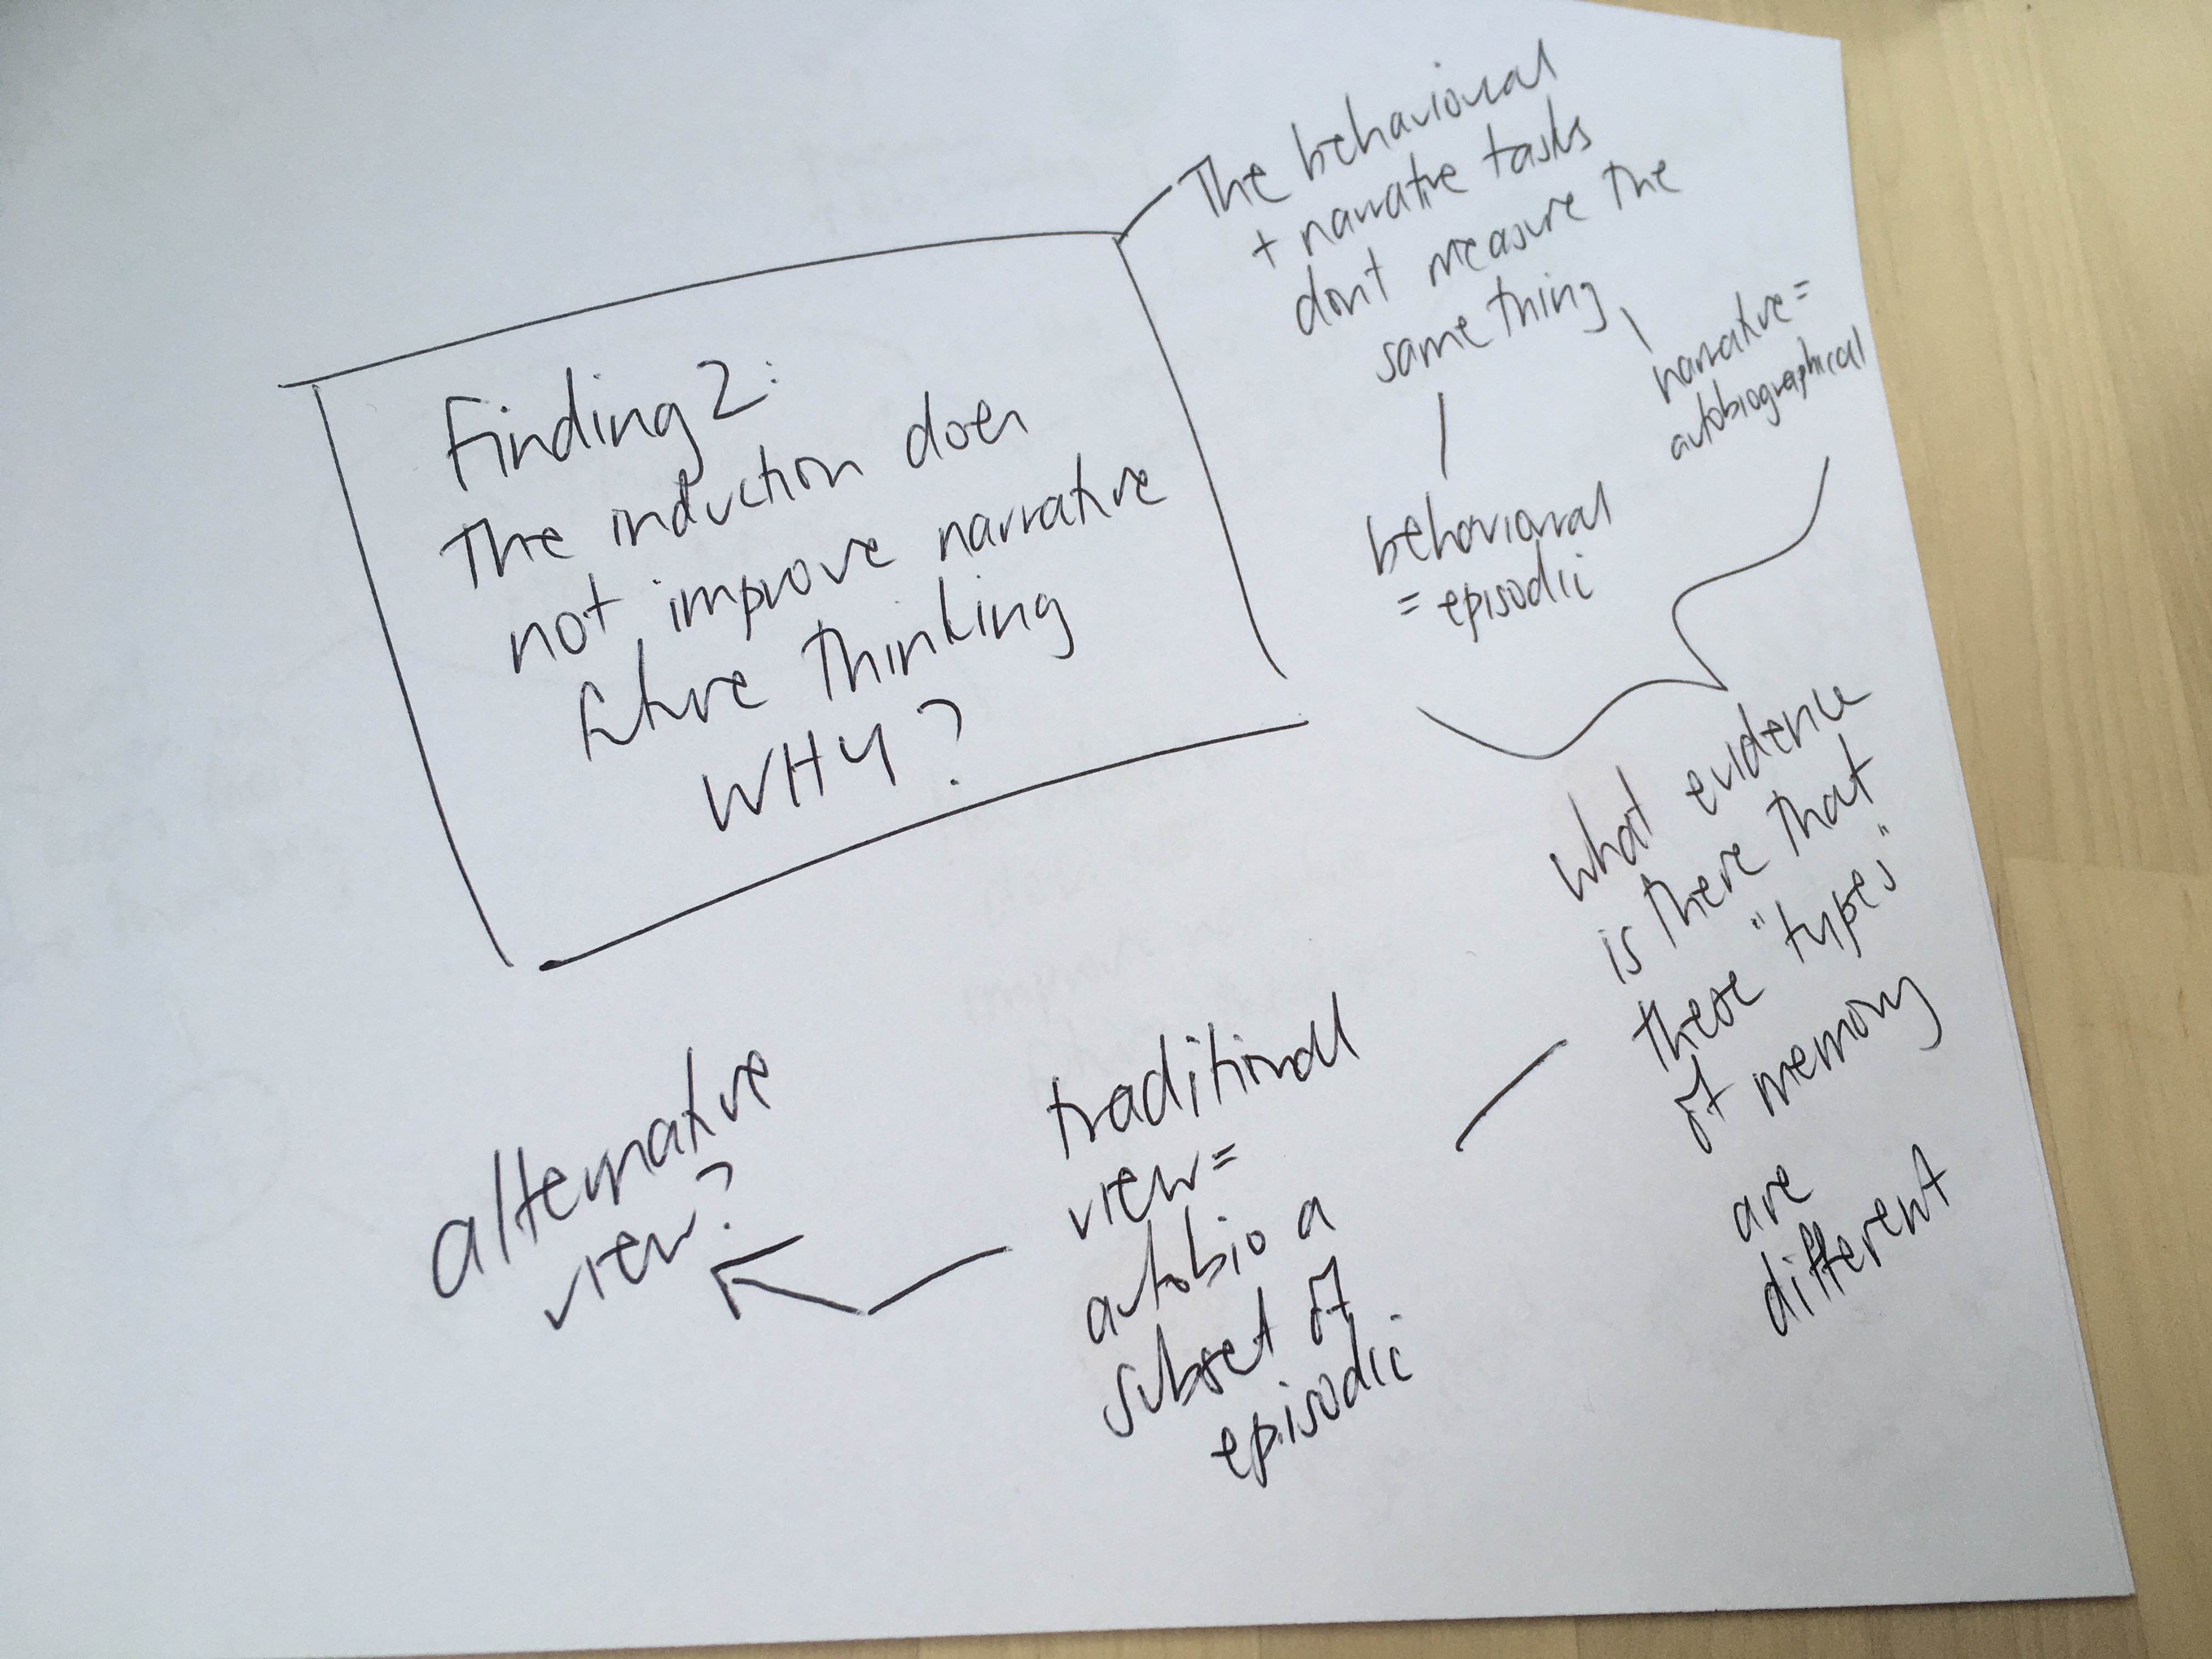 Finding 2:
The induction does
not improve narrative
future thinking
WHY?
The behavioural
+ narrative tasks
dont measure the
same thing
behavioural
= episodic
narrative =
autobiographical
What evidence
is there that
these "types"
of memory
are
different
traditional
view =
autobio a
subset of
episodic
alternative
view?